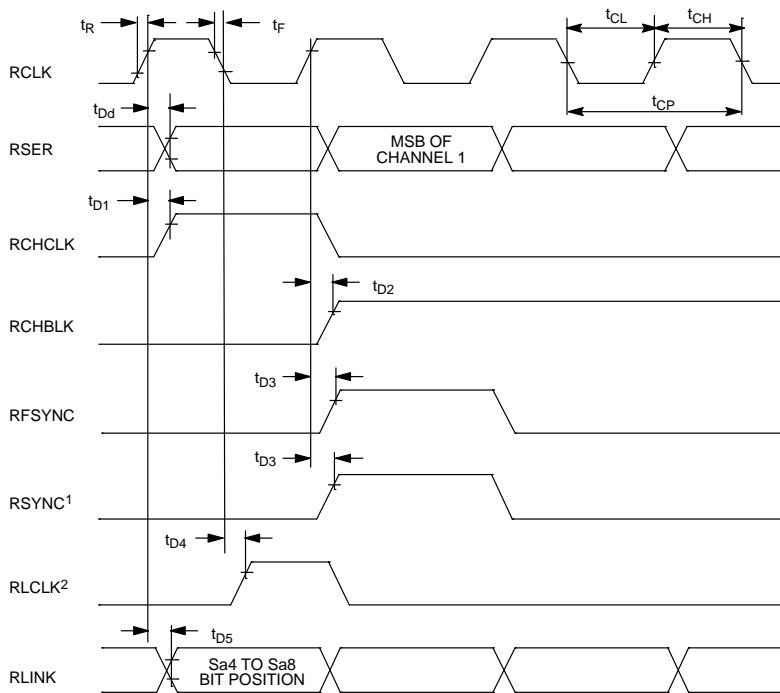 tR
tF
tCL
tCH
RCLK
tCP
tDd
RSER
MSB OF
CHANNEL 1
tD1
RCHCLK
tD2
RCHBLK
tD3
RFSYNC
tD3
RSYNC1
tD4
RLCLK2
tD5
RLINK
Sa4 TO Sa8
BIT POSITION